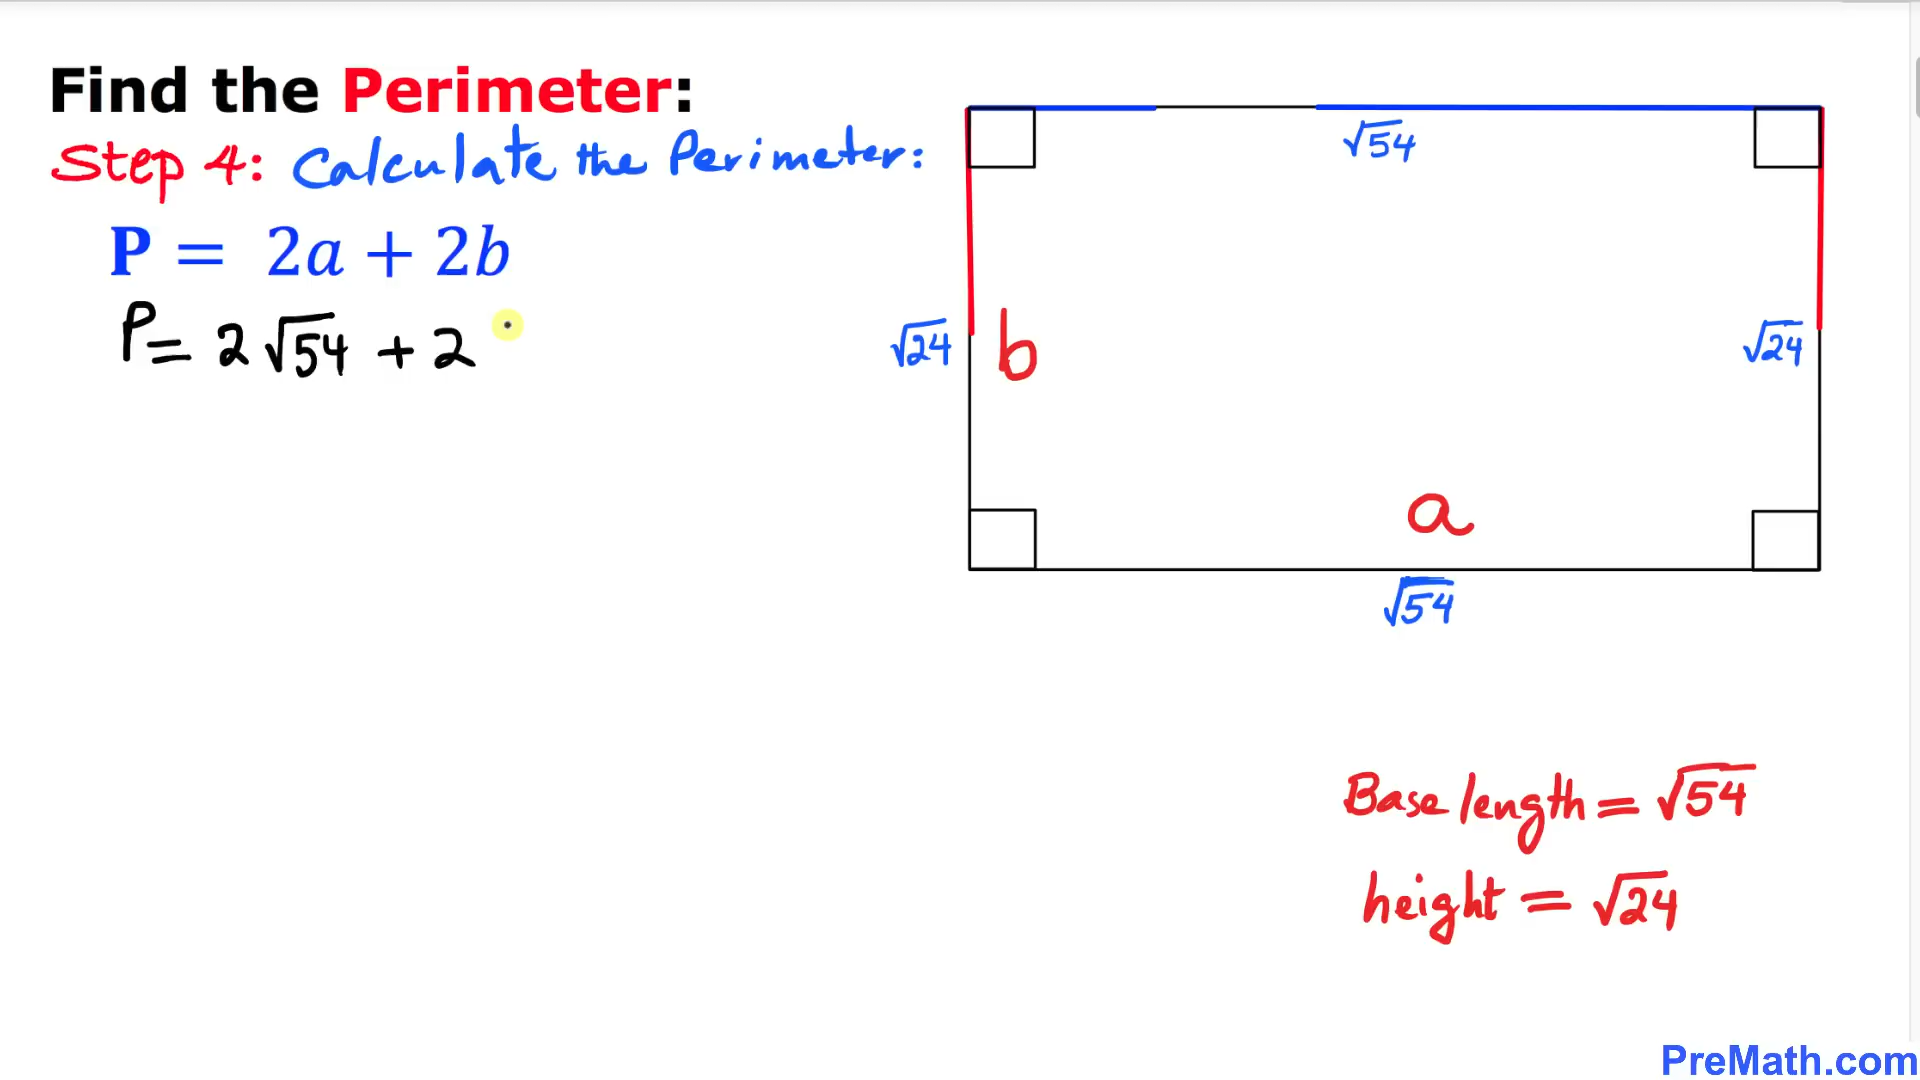 Find the Perimeter:
Step 4: Calculate the Perimeter:
P = 2a + 2b
P = 2√54 + 2
√54
√24
b
√24
a
√54
Base length = √54
height = √24
PreMath.com